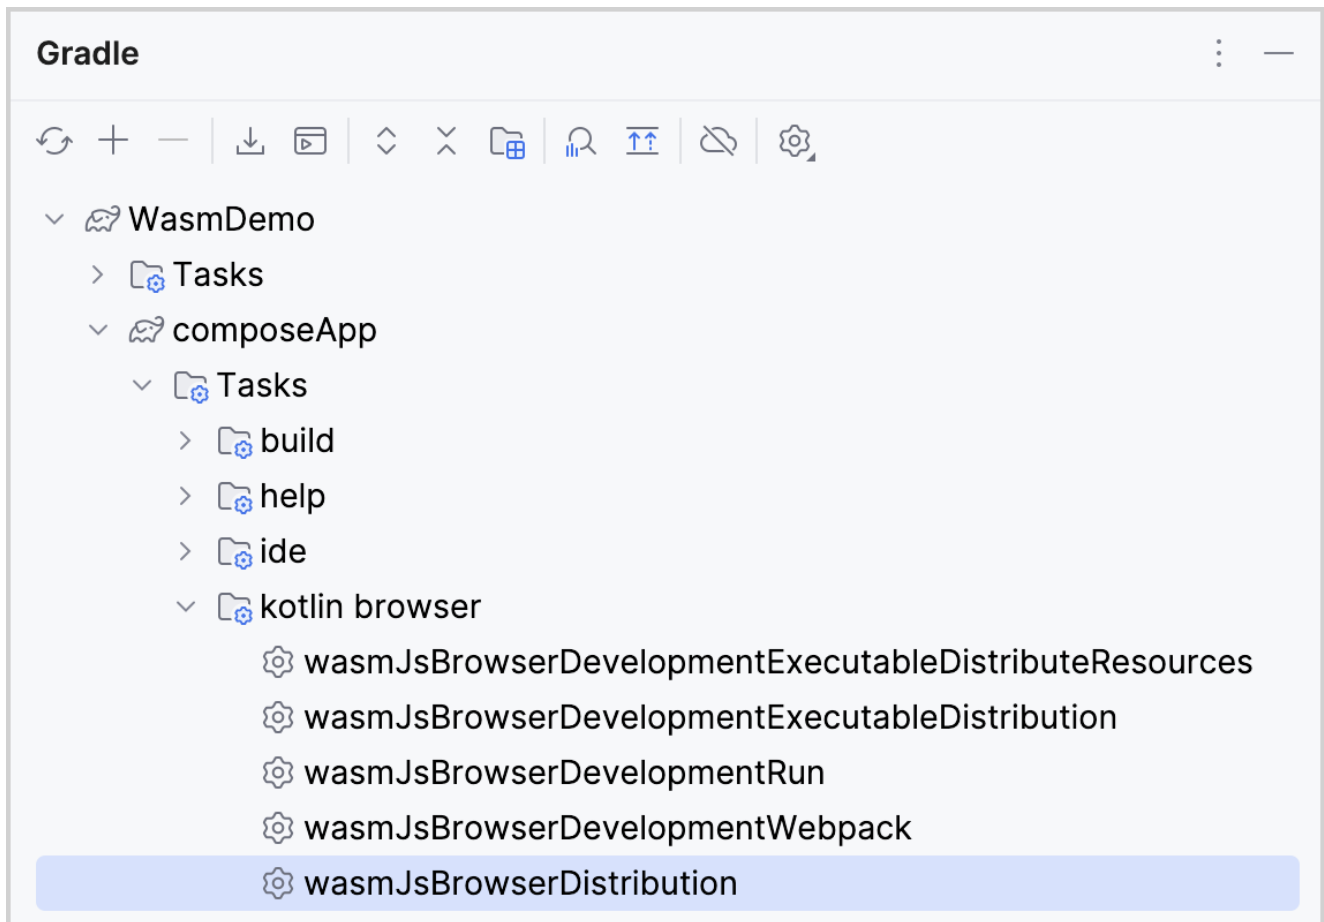 Gradle
WasmDemo
Tasks
composeApp
Tasks
build
help
ide
kotlin browser
wasmJsBrowserDevelopmentExecutableDistributeResources
wasmJsBrowserDevelopmentExecutableDistribution
wasmJsBrowserDevelopmentRun
wasmJsBrowserDevelopmentWebpack
wasmJsBrowserDistribution